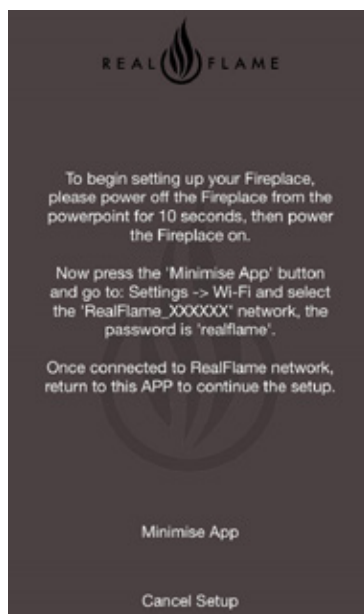 REAL FLAME
To begin setting up your Fireplace,
please power off the Fireplace from the
powerpoint for 10 seconds, then power
the Fireplace on.
Now press the 'Minimise App' button
and go to: Settings -> Wi-Fi and select
the 'RealFlame_XXXXXX' network, the
password is 'realflame'.
Once connected to RealFlame network,
return to this APP to continue the setup.
Minimise App
Cancel Setup